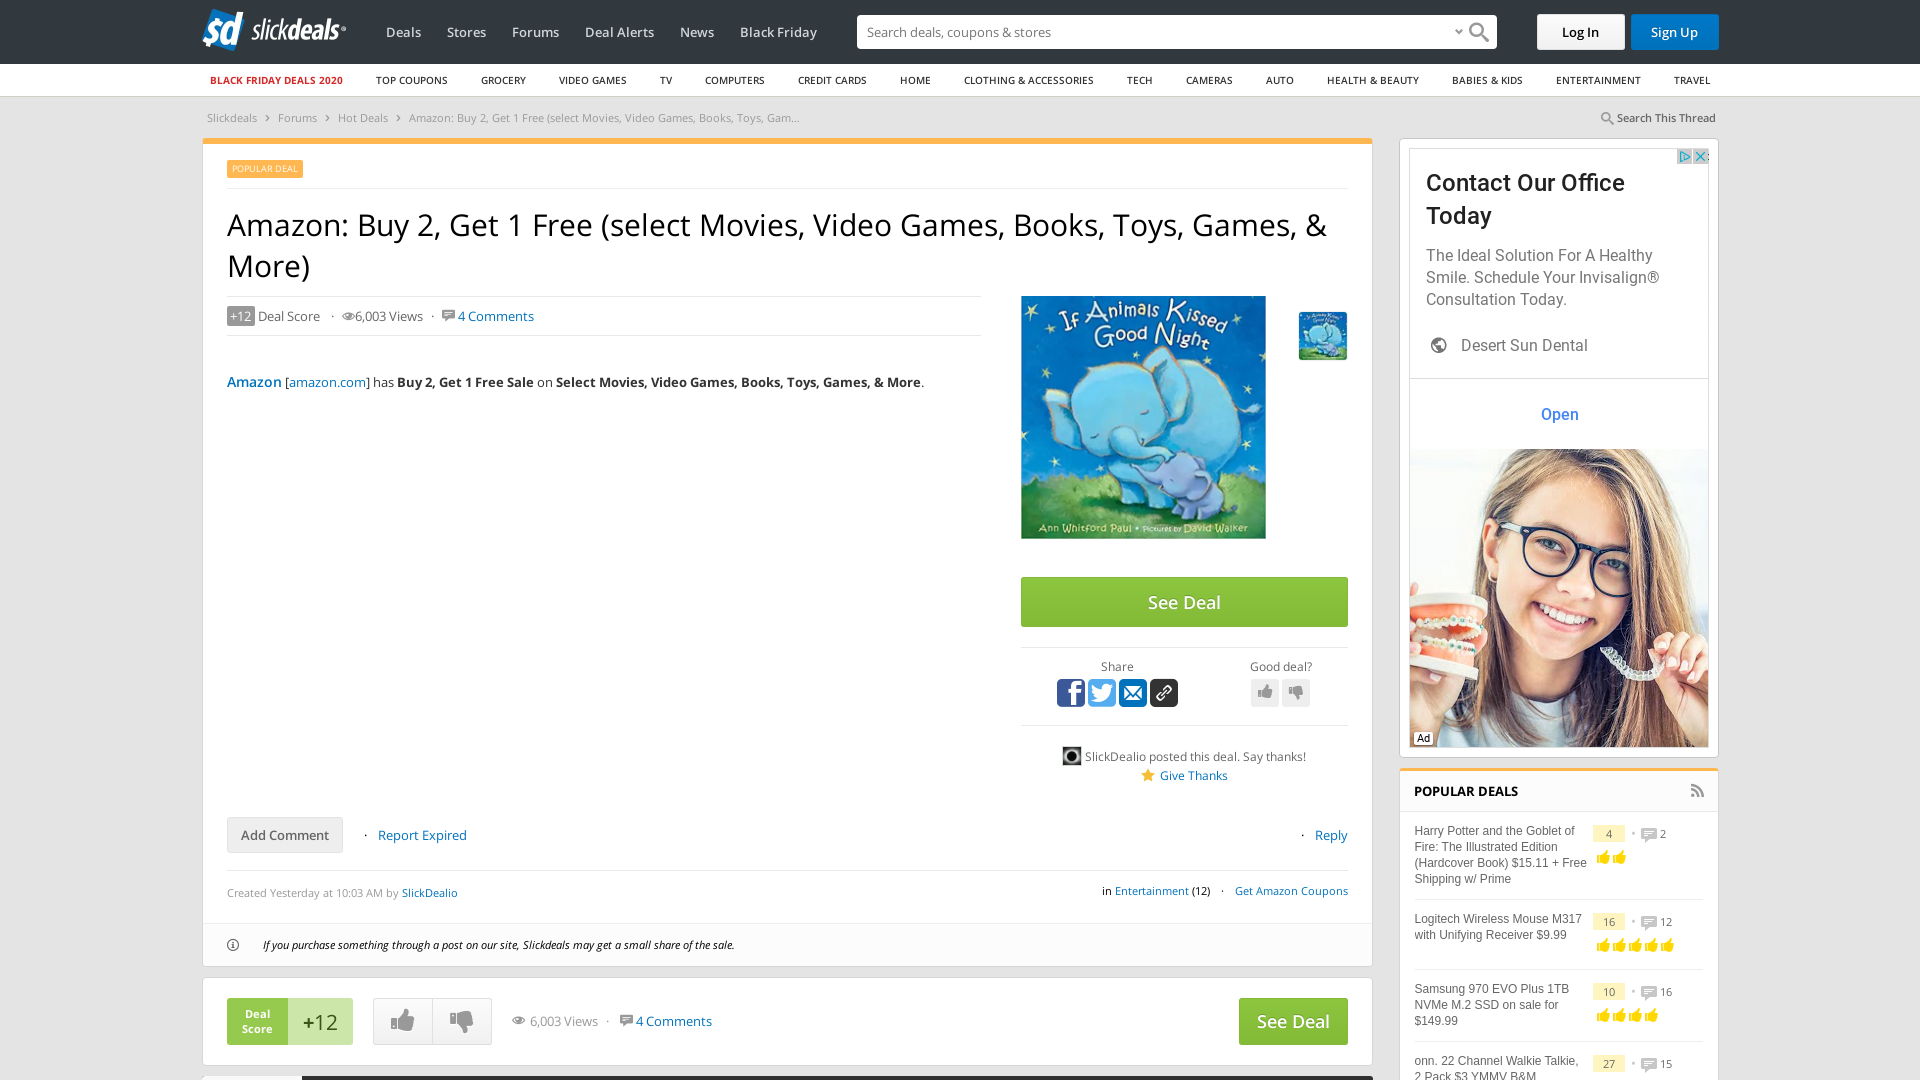 slickdeals
Deals
Stores
Forums
Deal Alerts
News
Black Friday
Search deals, coupons & stores
Log In
Sign Up
BLACK FRIDAY DEALS 2020
TOP COUPONS
GROCERY
VIDEO GAMES
TV
COMPUTERS
CREDIT CARDS
HOME
CLOTHING & ACCESSORIES
TECH
CAMERAS
AUTO
HEALTH & BEAUTY
BABIES & KIDS
ENTERTAINMENT
TRAVEL
Slickdeals › Forums › Hot Deals › Amazon: Buy 2, Get 1 Free (select Movies, Video Games, Books, Toys, Gam...
Search This Thread
POPULAR DEAL
Amazon: Buy 2, Get 1 Free (select Movies, Video Games, Books, Toys, Games, &
More)
+12 Deal Score · 6,003 Views · 4 Comments
Amazon [amazon.com] has Buy 2, Get 1 Free Sale on Select Movies, Video Games, Books, Toys, Games, & More.
If Animals Kissed
Good Night
Ann Whitford Paul • Pictures by David Walker
See Deal
Share
Good deal?
SlickDealio posted this deal. Say thanks!
Give Thanks
Add Comment
· Report Expired
· Reply
Created Yesterday at 10:03 AM by SlickDealio
in Entertainment (12) · Get Amazon Coupons
If you purchase something through a post on our site, Slickdeals may get a small share of the sale.
Deal
Score
+12
6,003 Views · 4 Comments
See Deal
Contact Our Office
Today
The Ideal Solution For A Healthy
Smile. Schedule Your Invisalign®
Consultation Today.
Desert Sun Dental
Open
Ad
POPULAR DEALS
Harry Potter and the Goblet of
Fire: The Illustrated Edition
(Hardcover Book) $15.11 + Free
Shipping w/ Prime
4 • 2
Logitech Wireless Mouse M317
with Unifying Receiver $9.99
16 • 12
Samsung 970 EVO Plus 1TB
NVMe M.2 SSD on sale for
$149.99
10 • 16
onn. 22 Channel Walkie Talkie,
2 Pack $3 YMMV B&M
27 • 15